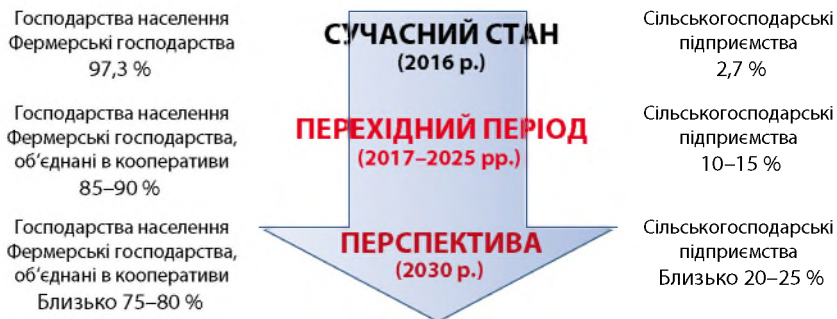 Господарства населення
Фермерські господарства
97,3 %
СУЧАСНИЙ СТАН
(2016 р.)
Сільськогосподарські
підприємства
2,7 %
Господарства населення
Фермерські господарства,
об‘єднані в кооперативи
85–90 %
ПЕРЕХІДНИЙ ПЕРІОД
(2017–2025 рр.)
Сільськогосподарські
підприємства
10–15 %
Господарства населення
Фермерські господарства,
об‘єднані в кооперативи
Близько 75–80 %
ПЕРСПЕКТИВА
(2030 р.)
Сільськогосподарські
підприємства
Близько 20–25 %